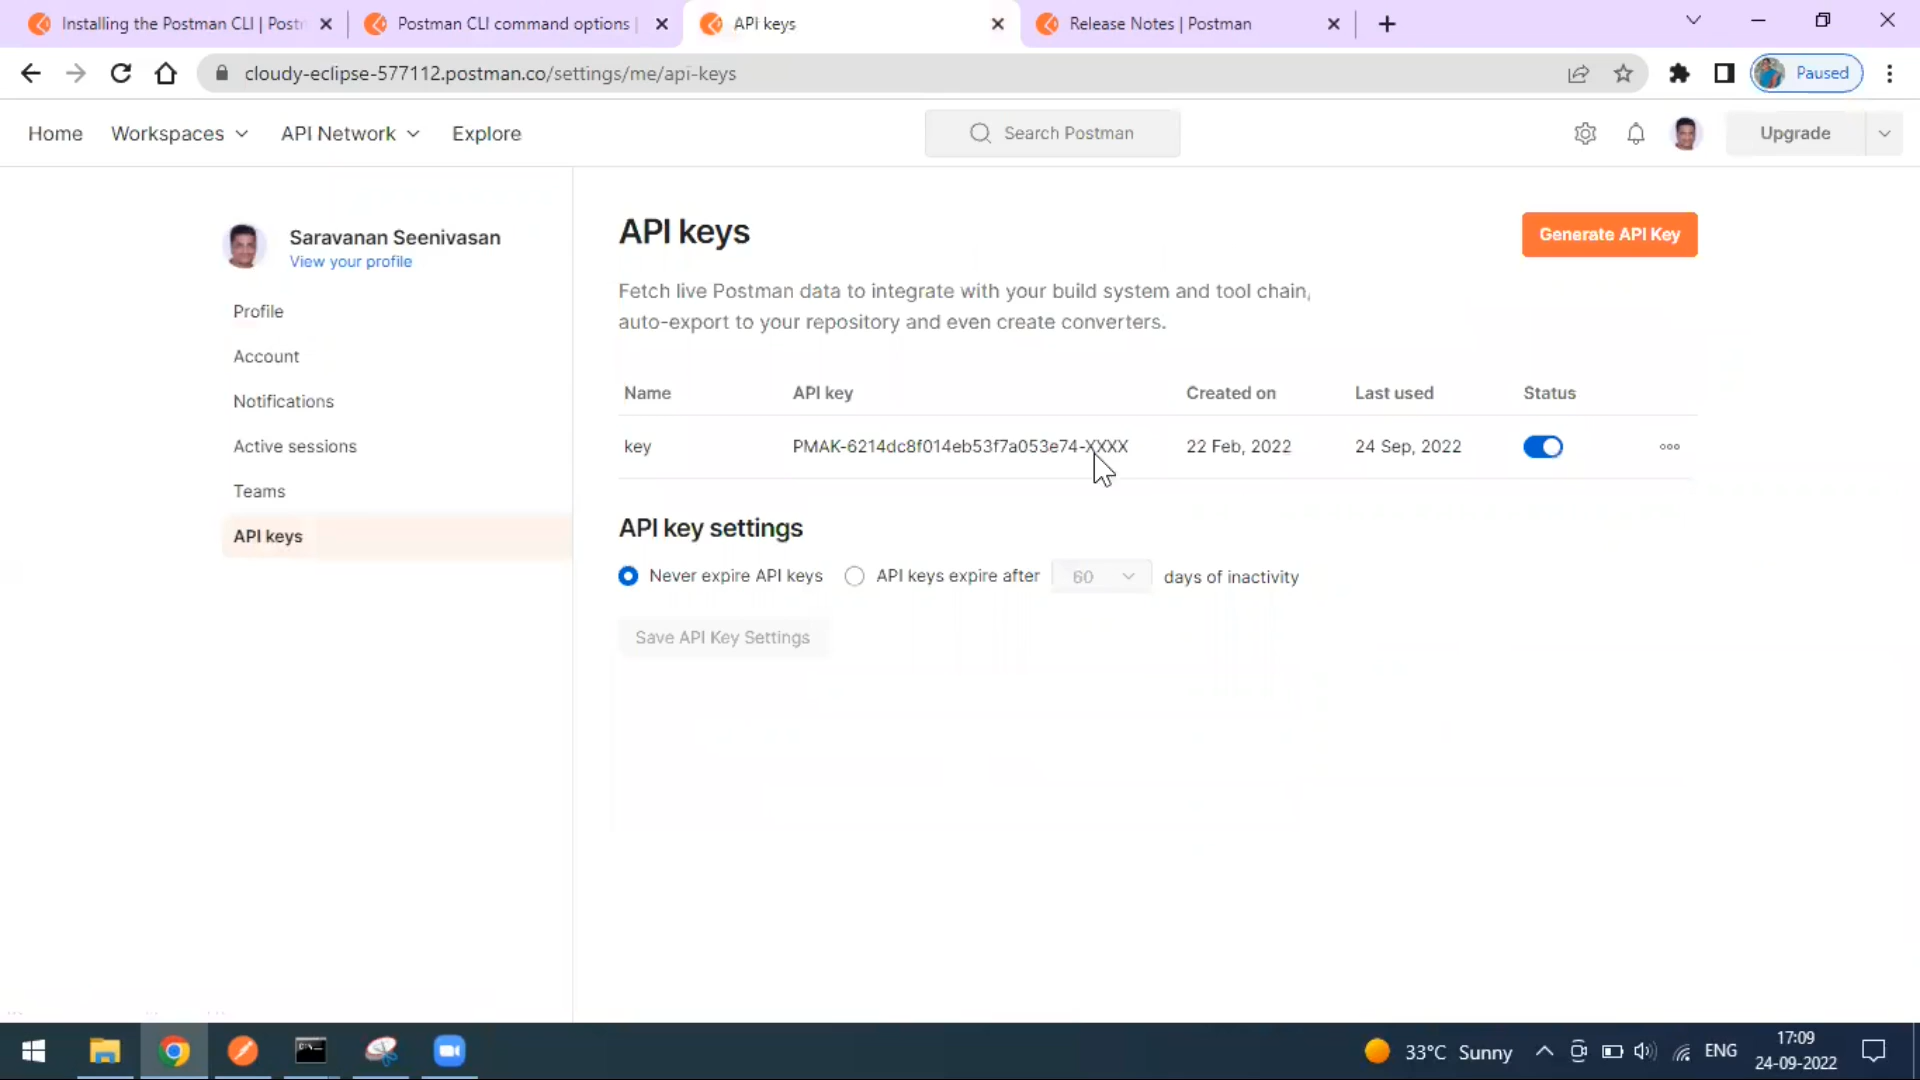 Installing the Postman CLI | Postm
Postman CLI command options |
API keys
Release Notes | Postman
cloudy-eclipse-577112.postman.co/settings/me/api-keys
Paused
Home
Workspaces
API Network
Explore
Search Postman
Upgrade
Saravanan Seenivasan
View your profile
Profile
Account
Notifications
Active sessions
Teams
API keys
API keys
Generate API Key
Fetch live Postman data to integrate with your build system and tool chain,
auto-export to your repository and even create converters.
Name API key Created on Last used Status
key PMAK-6214dc8f014eb53f7a053e74-XXXX 22 Feb, 2022 24 Sep, 2022
API key settings
Never expire API keys API keys expire after 60 days of inactivity
Save API Key Settings
33°C Sunny
ENG
17:09
24-09-2022